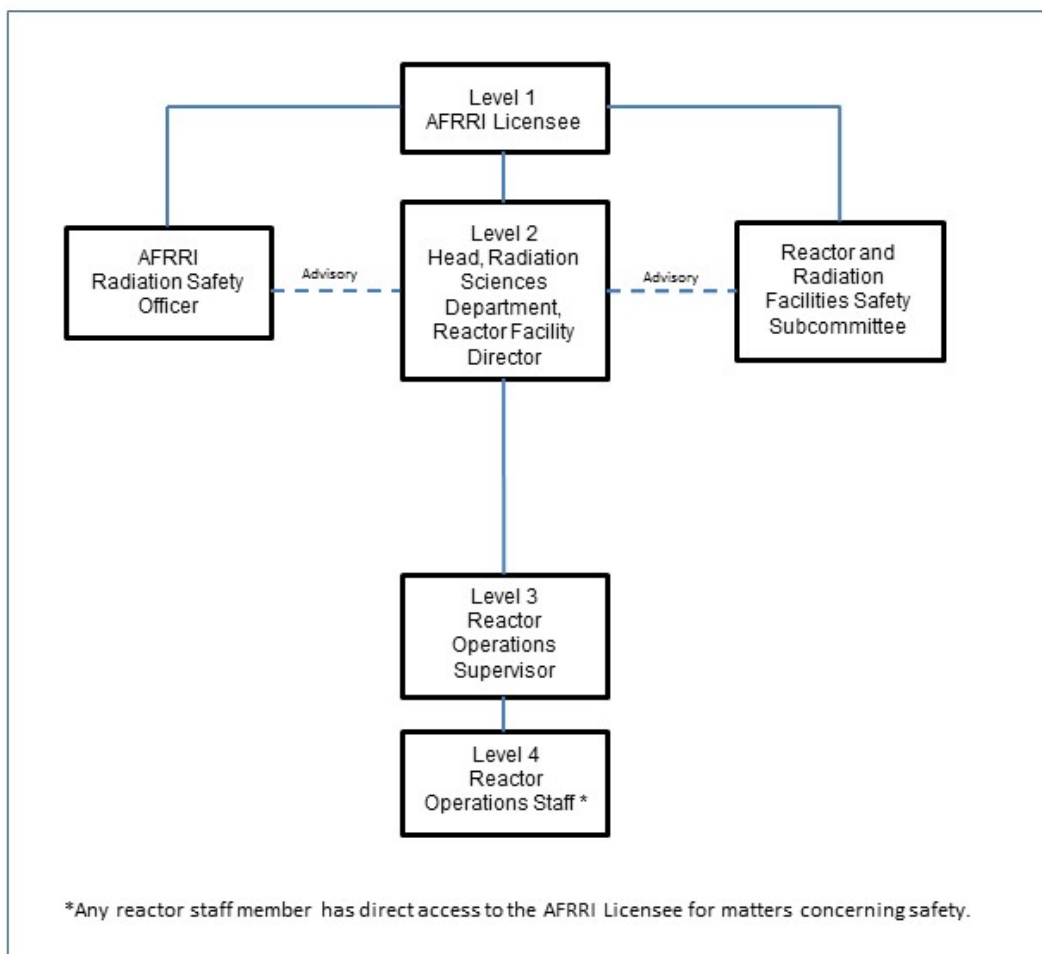 Level 1
AFRRI Licensee
AFRRI
Radiation Safety
Officer
Advisory
Level 2
Head, Radiation
Sciences
Department,
Reactor Facility
Director
Advisory
Reactor and
Radiation
Facilities Safety
Subcommittee
Level 3
Reactor
Operations
Supervisor
Level 4
Reactor
Operations Staff *
*Any reactor staff member has direct access to the AFRRI Licensee for matters concerning safety.